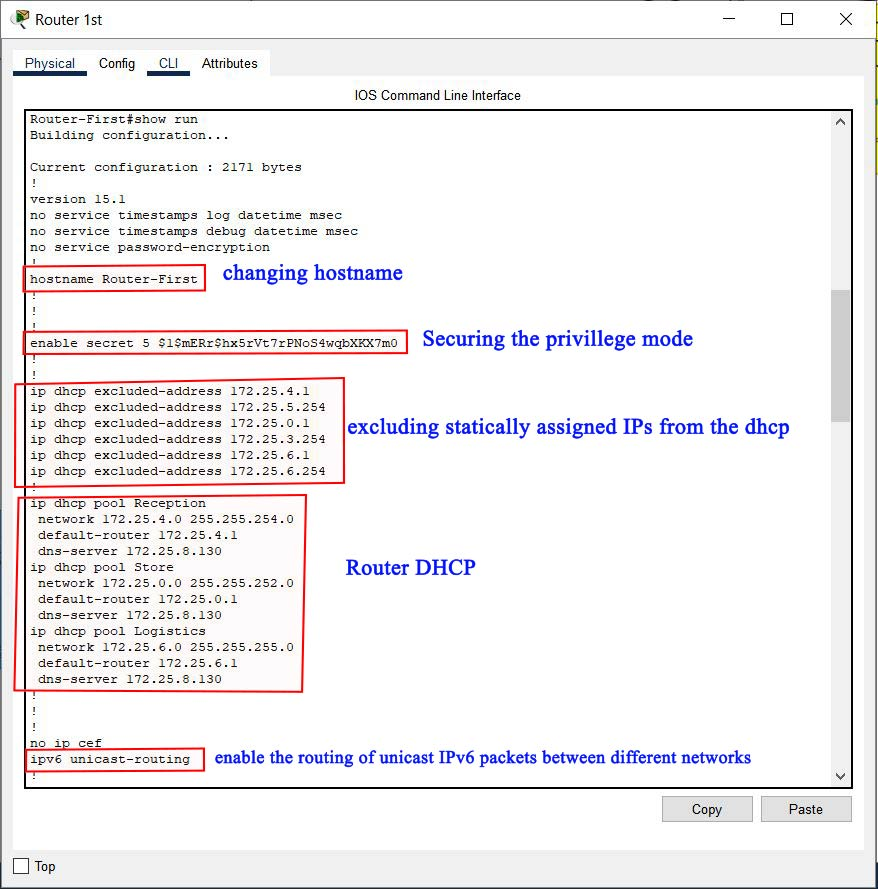 Router 1st
Physical Config CLI Attributes
IOS Command Line Interface
Router-First#show run
Building configuration...
Current configuration : 2171 bytes
!
version 15.1
no service timestamps log datetime msec
no service timestamps debug datetime msec
no service password-encryption
!
hostname Router-First changing hostname
!
!
!
enable secret 5 $1$mERr$hx5rVt7rPNoS4wqbXKX7m0 Securing the privillege mode
!
!
ip dhcp excluded-address 172.25.4.1
ip dhcp excluded-address 172.25.5.254
ip dhcp excluded-address 172.25.0.1 excluding statically assigned IPs from the dhcp
ip dhcp excluded-address 172.25.3.254
ip dhcp excluded-address 172.25.6.1
ip dhcp excluded-address 172.25.6.254
!
ip dhcp pool Reception
network 172.25.4.0 255.255.254.0
default-router 172.25.4.1
dns-server 172.25.8.130
ip dhcp pool Store Router DHCP
network 172.25.0.0 255.255.252.0
default-router 172.25.0.1
dns-server 172.25.8.130
ip dhcp pool Logistics
network 172.25.6.0 255.255.255.0
default-router 172.25.6.1
dns-server 172.25.8.130
!
!
!
no ip cef
ipv6 unicast-routing enable the routing of unicast IPv6 packets between different networks
!
Copy Paste
Top